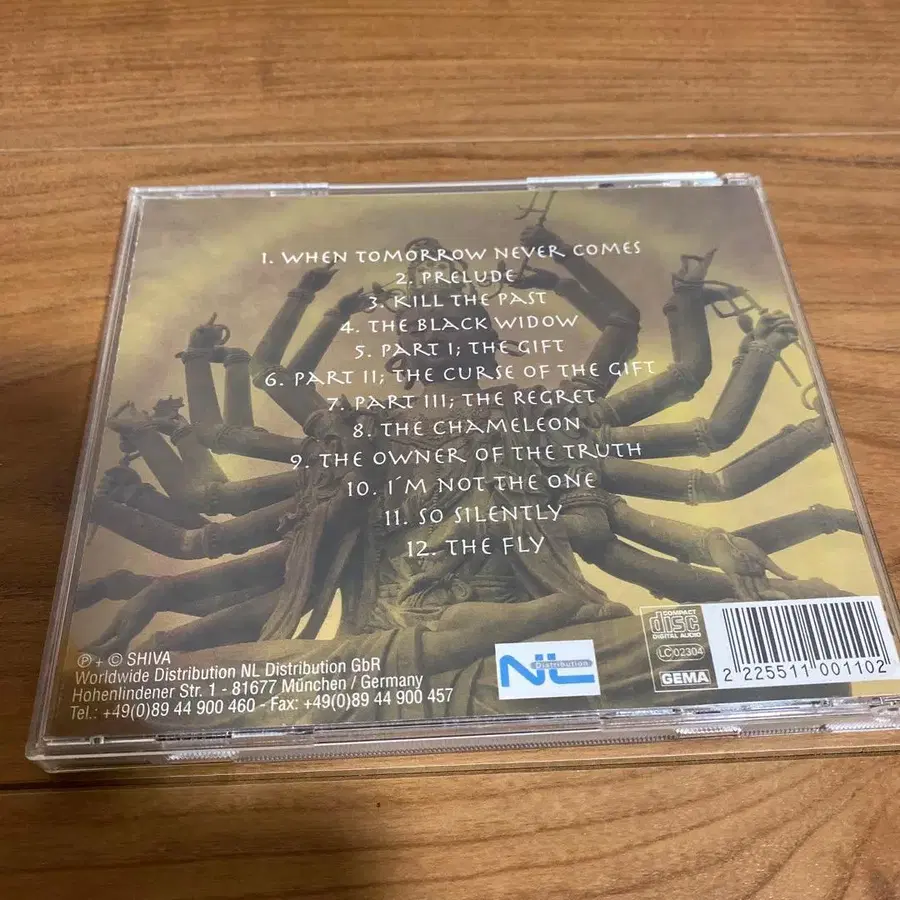 1. WHEN TOMORROW NEVER COMES
2. PRELUDE
3. KILL THE PAST
4. THE BLACK WIDOW
5. PART I; THE GIFT
6. PART II; THE CURSE OF THE GIFT
7. PART III; THE REGRET
8. THE CHAMELEON
9. THE OWNER OF THE TRUTH
10. I´M NOT THE ONE
11. SO SILENTLY
12. THE FLY
℗ + © SHIVA
Worldwide Distribution NL Distribution GbR
Hohenlindener Str. 1 - 81677 München / Germany
Tel.: +49(0)89 44 900 460 - Fax: +49(0)89 44 900 457
NL Distribution
COMPACT
disc
DIGITAL AUDIO
LC 02304
GEMA
2 225511 001102